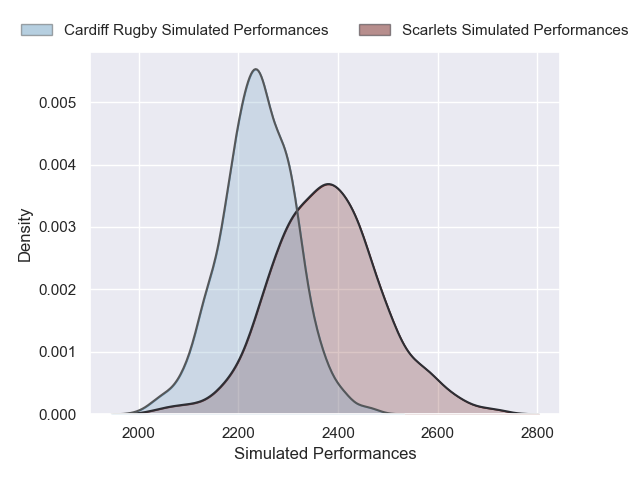 Cardiff Rugby Simulated Performances Scarlets Simulated Performances
0.005
0.004
0.003
0.002
0.001
0.000
Density
2000 2200 2400 2600 2800
Simulated Performances